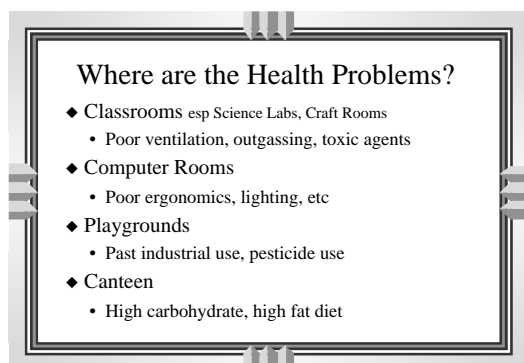 Where are the Health Problems?
◆ Classrooms esp Science Labs, Craft Rooms
• Poor ventilation, outgassing, toxic agents
◆ Computer Rooms
• Poor ergonomics, lighting, etc
◆ Playgrounds
• Past industrial use, pesticide use
◆ Canteen
• High carbohydrate, high fat diet